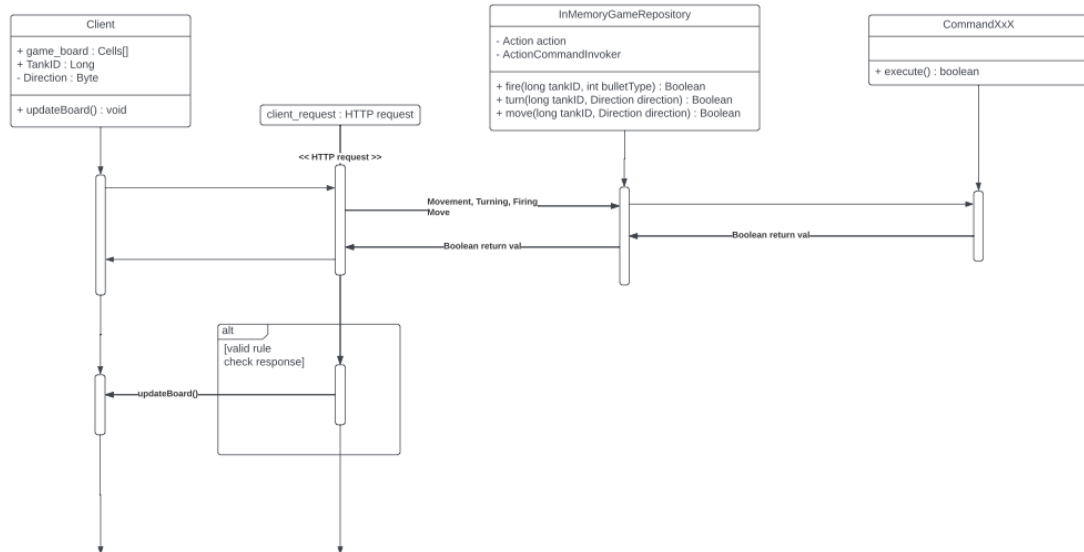 Client
+ game_board : Cells[]
+ TankID : Long
- Direction : Byte
+ updateBoard() : void
client_request : HTTP request
<< HTTP request >>
InMemoryGameRepository
- Action action
- ActionCommandInvoker
+ fire(long tankID, int bulletType) : Boolean
+ turn(long tankID, Direction direction) : Boolean
+ move(long tankID, Direction direction) : Boolean
CommandXxX
+ execute() : boolean
Movement, Turning, Firing
Move
Boolean return val
Boolean return val
alt
[valid rule
check response]
updateBoard()